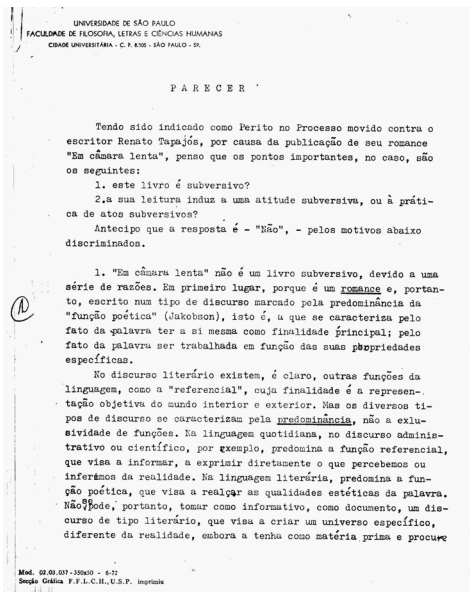 UNIVERSIDADE DE SÃO PAULO
FACULDADE DE FILOSOFIA, LETRAS E CIÊNCIAS HUMANAS
CIDADE UNIVERSITÁRIA - C. P. 8.105 - SÃO PAULO - SP.
P A R E C E R
Tendo sido indicado como Perito no Processo movido contra o
escritor Renato Tapajós, por causa da publicação de seu romance
"Em câmara lenta", penso que os pontos importantes, no caso, são
os seguintes:
1. este livro é subversivo?
2.a sua leitura induz a uma atitude subversiva, ou à práti-
ca de atos subversivos?
Antecipo que a resposta é - "Não", - pelos motivos abaixo
discriminados.
1. "Em câmara lenta" não é um livro subversivo, devido a uma
série de razões. Em primeiro lugar, porque é um romance e, portan-
to, escrito num tipo de discurso marcado pela predominância da
"função poética" (Jakobson), isto é, a que se caracteriza pelo
fato da palavra ter a si mesma como finalidade principal; pelo
fato da palavra ser trabalhada em função das suas propriedades
específicas.
No discurso literário existem, é claro, outras funções da
linguagem, como a "referencial", cuja finalidade é a represen-
tação objetiva do mundo interior e exterior. Mas os diversos ti-
pos de discurso se caracterizam pela predominância, não a exlu-
sividade de funções. Na linguagem quotidiana, no discurso adminis-
trativo ou científico, por exemplo, predomina a função referencial,
que visa a informar, a exprimir diretamente o que percebemos ou
inferimos da realidade. Na linguagem literária, predomina a fun-
ção poética, que visa a realçar as qualidades estéticas da palavra.
Não se pode, portanto, tomar como informativo, como documento, um dis-
curso de tipo literário, que visa a criar um universo específico,
diferente da realidade, embora a tenha como matéria prima e procure
Mod. 02.03.037 - 350x50 - 6-72
Secção Gráfica F.F.L.C.H., U.S.P. imprimiu